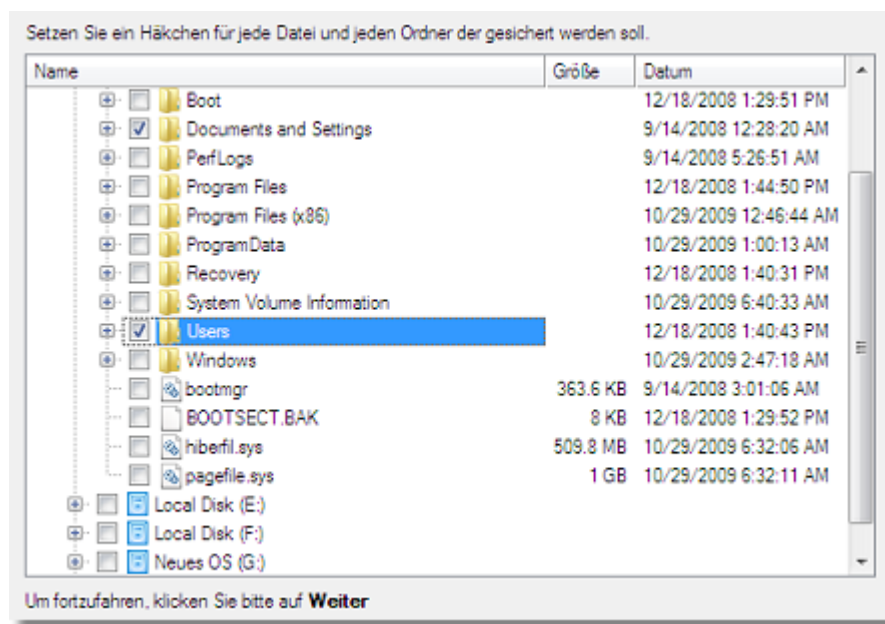 Setzen Sie ein Häkchen für jede Datei und jeden Ordner der gesichert werden soll.
Name Größe Datum
Boot 12/18/2008 1:29:51 PM
Documents and Settings 9/14/2008 12:28:20 AM
PerfLogs 9/14/2008 5:26:51 AM
Program Files 12/18/2008 1:44:50 PM
Program Files (x86) 10/29/2009 12:46:44 AM
ProgramData 10/29/2009 1:00:13 AM
Recovery 12/18/2008 1:40:31 PM
System Volume Information 10/29/2009 6:40:33 AM
Users 12/18/2008 1:40:43 PM
Windows 10/29/2009 2:47:18 AM
bootmgr 363.6 KB 9/14/2008 3:01:06 AM
BOOTSECT.BAK 8 KB 12/18/2008 1:29:52 PM
hiberfil.sys 509.8 MB 10/29/2009 6:32:06 AM
pagefile.sys 1 GB 10/29/2009 6:32:11 AM
Local Disk (E:)
Local Disk (F:)
Neues OS (G:)
Um fortzufahren, klicken Sie bitte auf Weiter